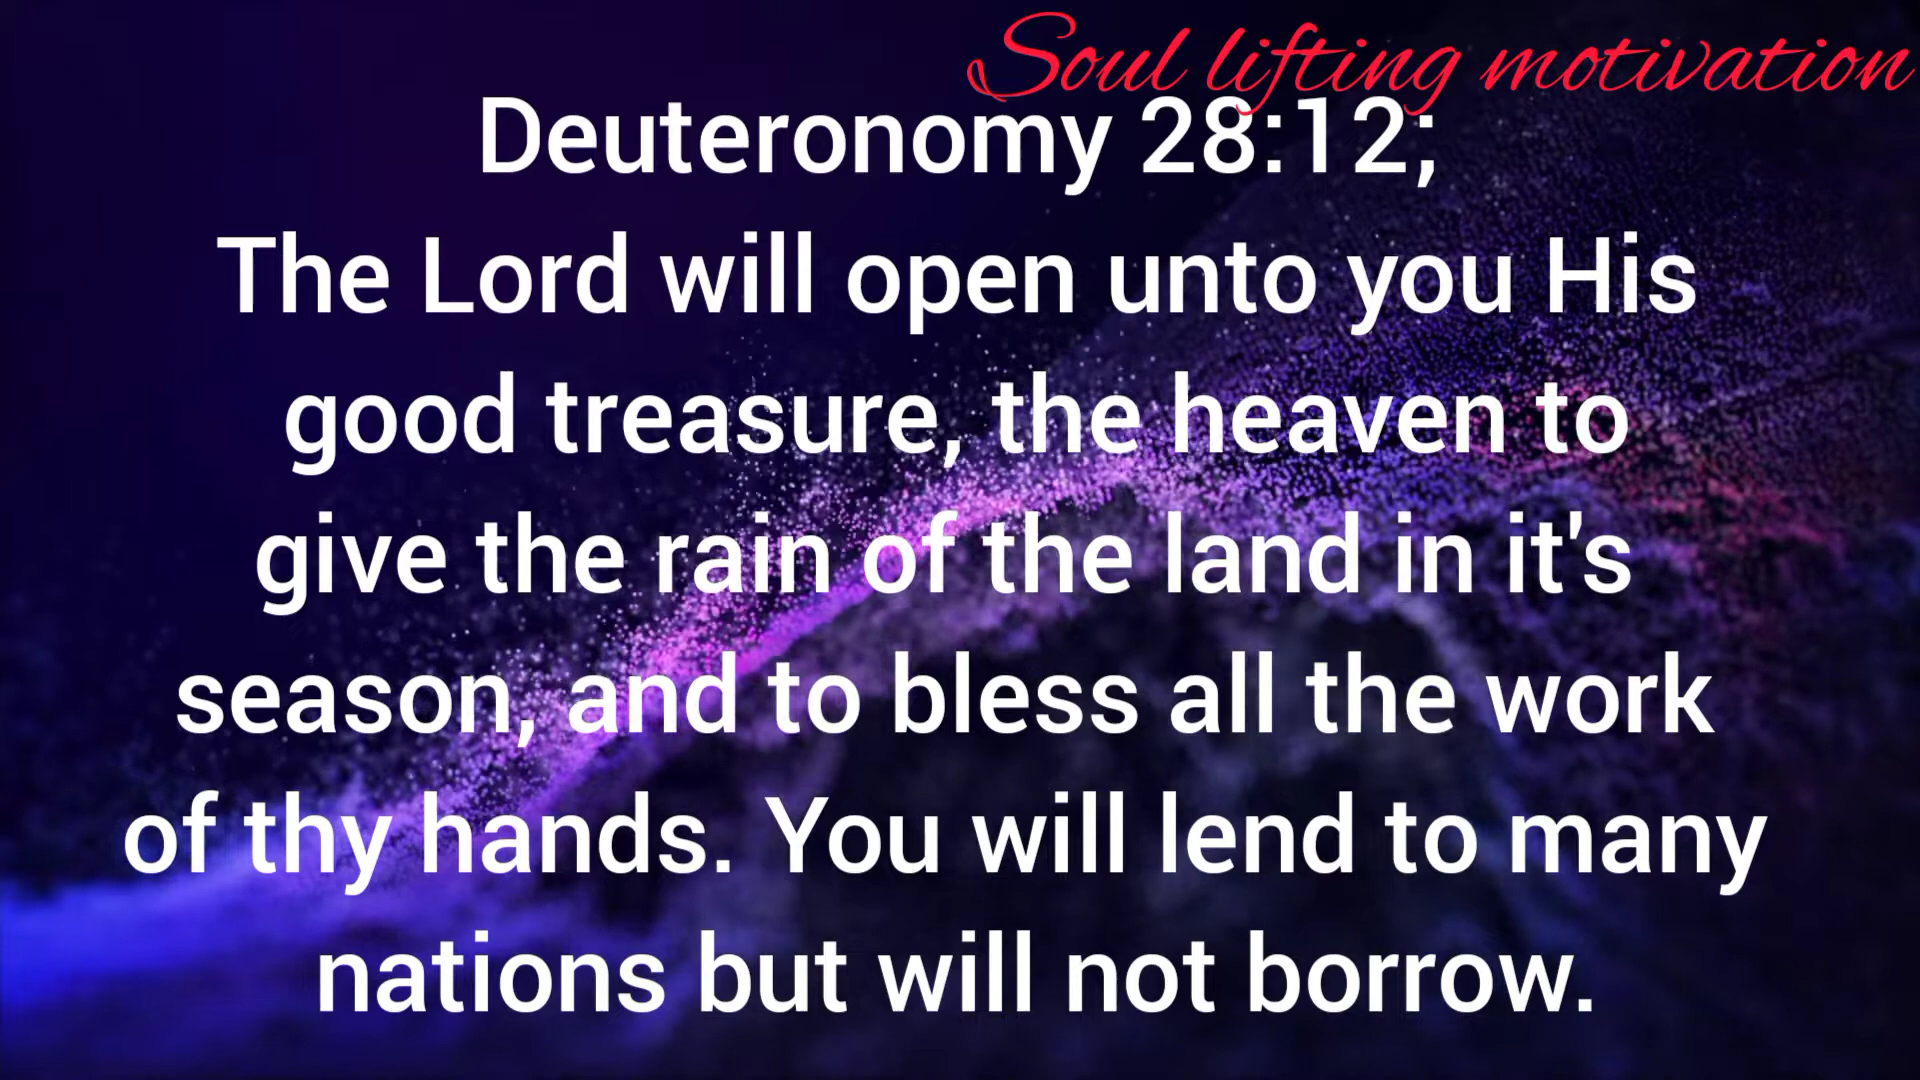 Soul lifting motivation
Deuteronomy 28:12;
The Lord will open unto you His
good treasure, the heaven to
give the rain of the land in it's
season, and to bless all the work
of thy hands. You will lend to many
nations but will not borrow.